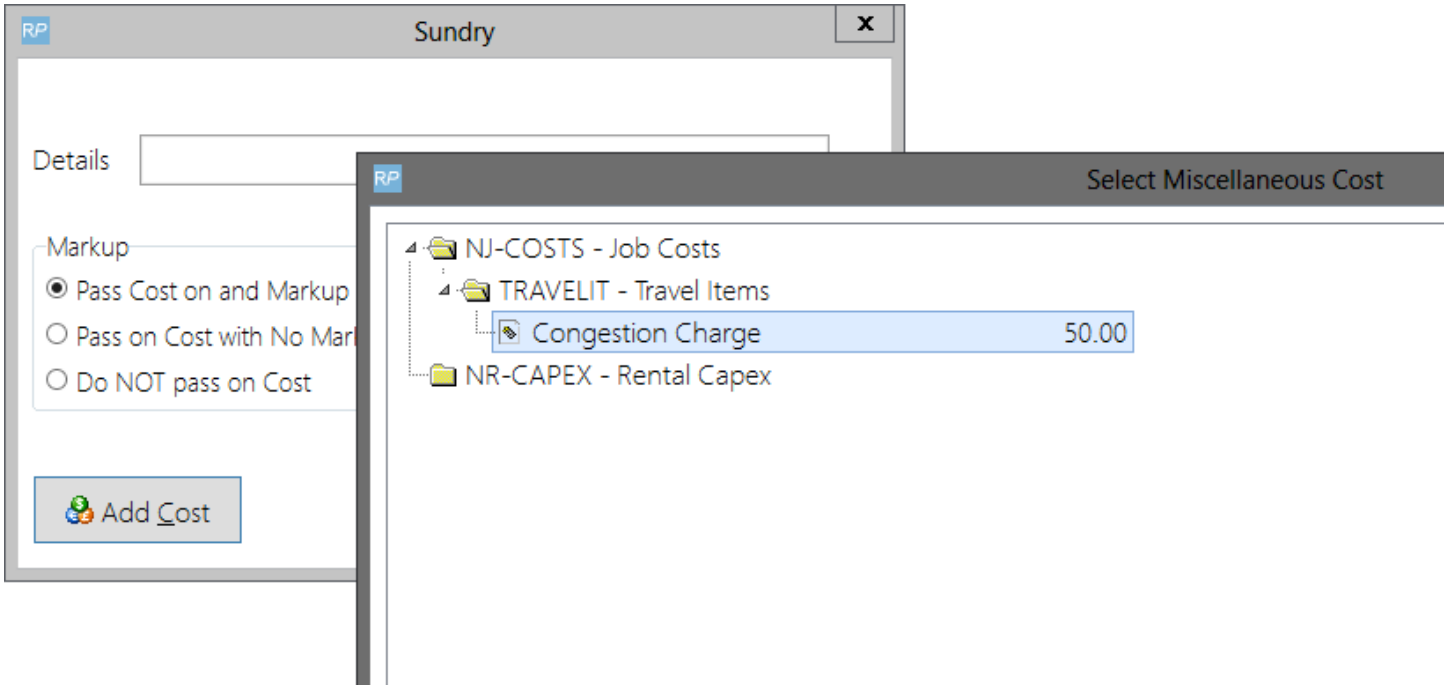 RP Sundry x
Details
RP Select Miscellaneous Cost
Markup
Pass Cost on and Markup
Pass on Cost with No
Do NOT pass on Cost
Add Cost
NJ-COSTS - Job Costs
TRAVELIT - Travel Items
Congestion Charge 50.00
NR-CAPEX - Rental Capex